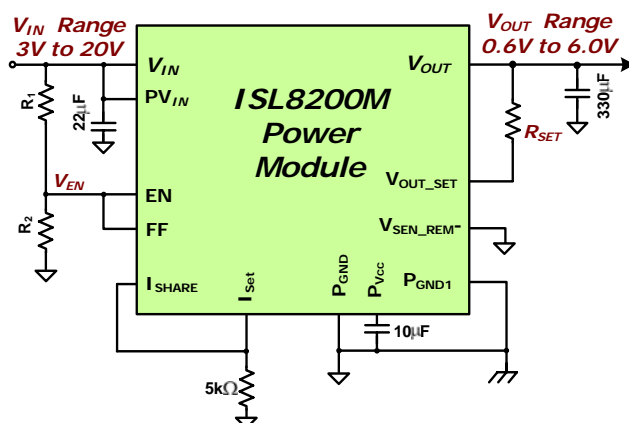 VIN Range
3V to 20V
VOUT Range
0.6V to 6.0V
VIN
PVIN
R1
22μF
ISL8200M
Power
Module
VOUT
330μF
RSET
VOUT_SET
VEN
EN
FF
R2
VSEN_REM-
ISHARE
ISet
PGND
PVcc
PGND1
10μF
5kΩ